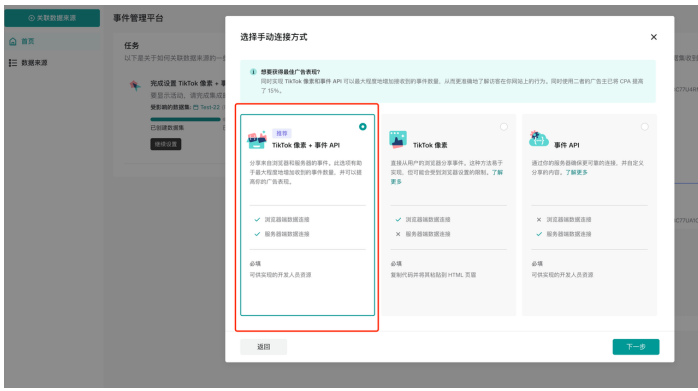 关联数据来源
事件管理平台
首页
数据来源
任务
以下是关于如何关联数据来源的一
完成设置 TikTok 像素 + 事
要显示活动，请完成集成
受影响的数据集: Test-22
已创建数据集
继续设置
选择手动连接方式
想要获得最佳广告表现?
同时实现 TikTok 像素和事件 API 可以最大程度地增加接收到的事件数量，从而更准确地了解访客在你网站上的行为。同时使用二者的广告主已将 CPA 提高
了 15%。
推荐
TikTok 像素 + 事件 API
分享来自浏览器和服务器的事件。此选项有助
于最大程度地增加收到的事件数量，并可以提
高你的广告表现。
浏览器端数据连接
服务器端数据连接
必填
可供实现的开发人员资源
TikTok 像素
直接从用户的浏览器分享事件。这种方法易于
实现，但可能会受到浏览器设置的限制。了解
更多
浏览器端数据连接
服务器端数据连接
必填
复制代码并将其粘贴到 HTML 页眉
事件 API
通过你的服务器确保更可靠的连接，并自定义
分享的内容。了解更多
浏览器端数据连接
服务器端数据连接
必填
可供实现的开发人员资源
返回
下一步